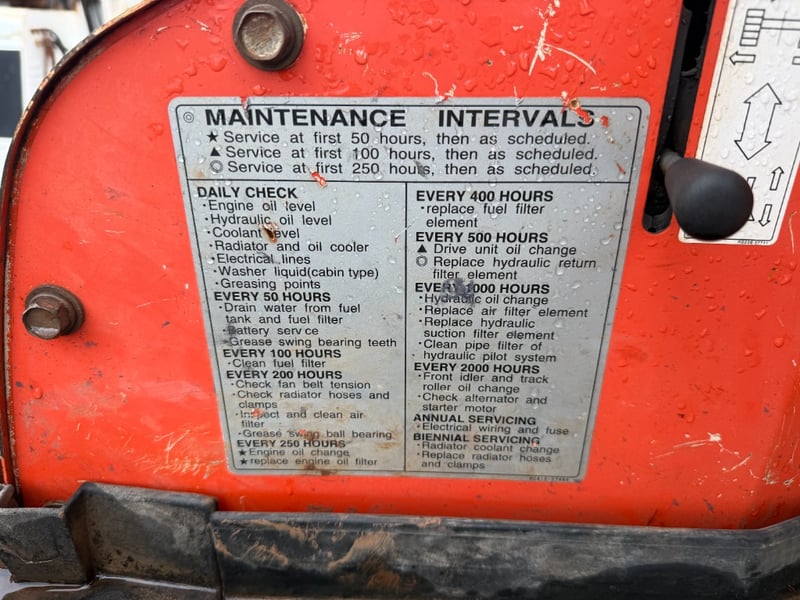 ◎ MAINTENANCE INTERVALS
★ Service at first 50 hours, then as scheduled.
▲ Service at first 100 hours, then as scheduled.
◎ Service at first 250 hours, then as scheduled.
DAILY CHECK
·Engine oil level
·Hydraulic oil level
·Coolant level
·Radiator and oil cooler
·Electrical lines
·Washer liquid(cabin type)
·Greasing points
EVERY 50 HOURS
·Drain water from fuel
tank and fuel filter
·Battery service
·Grease swing bearing teeth
EVERY 100 HOURS
·Clean fuel filter
EVERY 200 HOURS
·Check fan belt tension
·Check radiator hoses and
clamps
·Inspect and clean air
filter
·Grease swing ball bearing
EVERY 250 HOURS
★Engine oil change
★replace engine oil filter
EVERY 400 HOURS
·replace fuel filter
element
EVERY 500 HOURS
▲ Drive unit oil change
◎ Replace hydraulic return
filter element
EVERY 1000 HOURS
·Hydraulic oil change
·Replace air filter element
·Replace hydraulic
suction filter element
·Clean pipe filter of
hydraulic pilot system
EVERY 2000 HOURS
·Front idler and track
roller oil change
·Check alternator and
starter motor
ANNUAL SERVICING
·Electrical wiring and fuse
BIENNIAL SERVICING
·Radiator coolant change
·Replace radiator hoses
and clamps